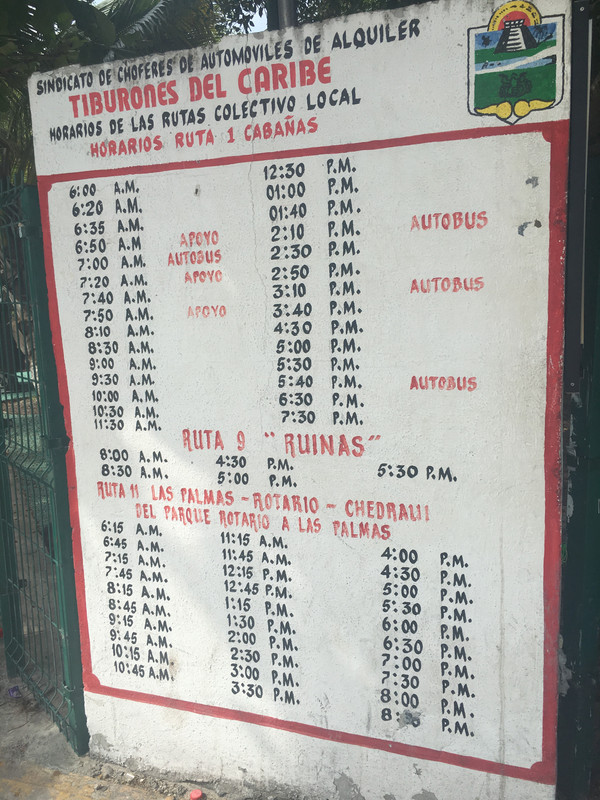 SINDICATO DE CHOFERES DE AUTOMOVILES DE ALQUILER
TIBURONES DEL CARIBE
HORARIOS DE LAS RUTAS COLECTIVO LOCAL
HORARIOS RUTA 1 CABAÑAS
6:00 A.M.
6:20 A.M.
6:35 A.M.
6:50 A.M APOYO
7:00 A.M. AUTOBUS
7:20 A.M. APOYO
7:40 A.M.
7:50 A.M. APOYO
8:10 A.M.
8:30 A.M.
9:00 A.M.
9:30 A.M.
10:00 A.M.
10:30 A.M.
11:30 A.M.
12:30 P.M.
01:00 P.M.
01:40 P.M.
2:10 P.M. AUTOBUS
2:30 P.M.
2:50 P.M.
3:10 P.M. AUTOBUS
3:40 P.M.
4:30 P.M.
5:00 P.M.
5:30 P.M.
5:40 P.M. AUTOBUS
6:30 P.M.
7:30 P.M.
RUTA 9 "RUINAS"
8:00 A.M. 4:30 P.M. 5:30 P.M.
8:30 A.M. 5:00 P.M.
RUTA 11 LAS PALMAS - ROTARIO - CHEDRAUI
DEL PARQUE ROTARIO A LAS PALMAS
6:15 A.M.
6:45 A.M.
7:15 A.M.
7:45 A.M.
8:15 A.M.
8:45 A.M.
9:15 A.M.
9:45 A.M.
10:15 A.M.
10:45 A.M.
11:15 A.M.
11:45 A.M.
12:15 P.M.
12:45 P.M.
1:15 P.M.
1:30 P.M.
2:00 P.M.
2:30 P.M.
3:00 P.M.
3:30 P.M.
4:00 P.M.
4:30 P.M.
5:00 P.M.
5:30 P.M.
6:00 P.M.
6:30 P.M.
7:00 P.M.
7:30 P.M.
8:00 P.M.
P.M.